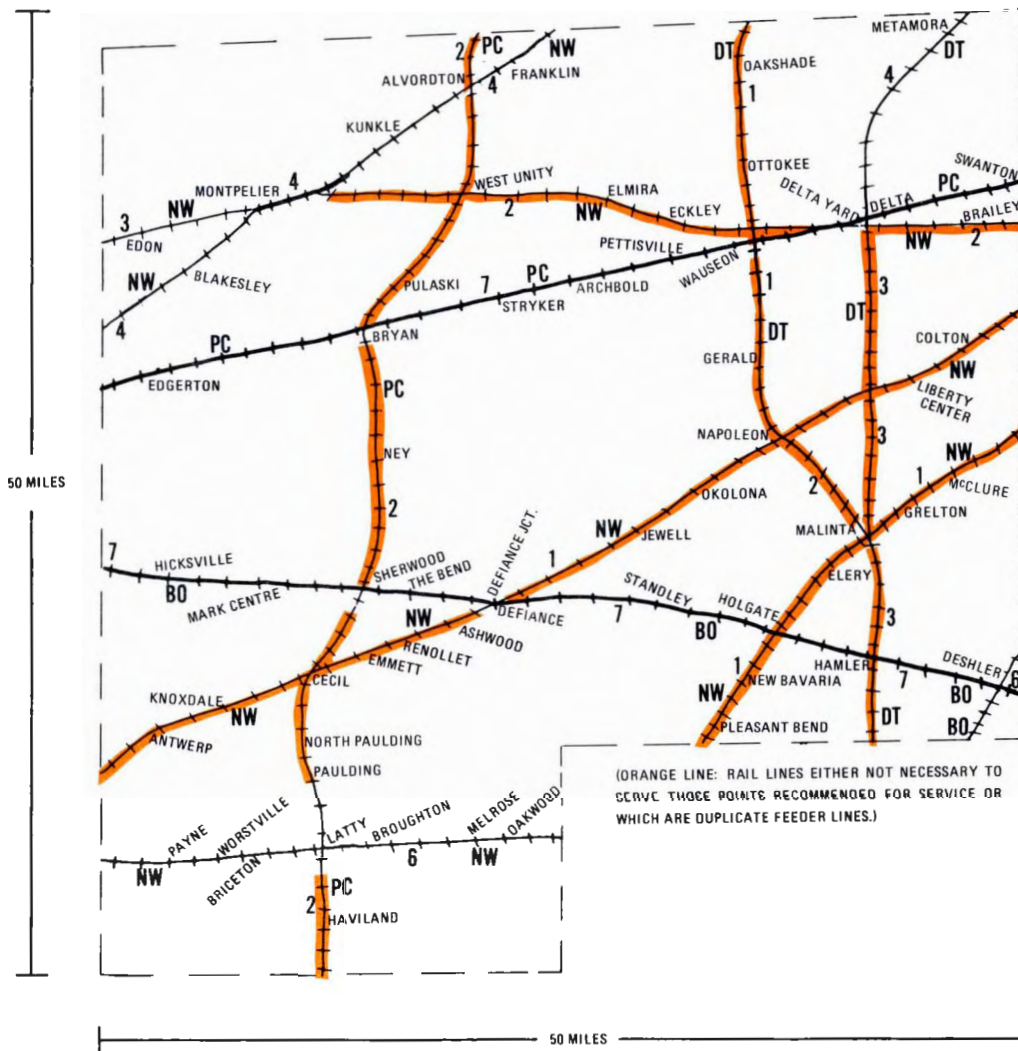 METAMORA
2
PC
NW
DT
DT
ALVORDTON
4
FRANKLIN
OAKSHADE
4
1
KUNKLE
OTTOKEE
MONTPELIER
4
WEST UNITY
ELMIRA
DELTA YARD
DELTA
SWANTON
PC
3
NW
EDON
2
NW
ECKLEY
NW
BRAILEY
2
PETTISVILLE
WAUSEON
NW
BLAKESLEY
PULASKI
7
PC
STRYKER
ARCHBOLD
1
3
4
DT
DT
PC
BRYAN
COLTON
EDGERTON
PC
GERALD
NW
LIBERTY
CENTER
NAPOLEON
3
NEY
NW
50 MILES
OKOLONA
2
1
McCLURE
2
MALINTA
GRELTON
DEFIANCE JCT.
NW
JEWELL
7
HICKSVILLE
BO
MARK CENTRE
SHERWOOD
THE BEND
1
DEFIANCE
STANDLEY
7
BO
HOLGATE
ELERY
3
NW
ASHWOOD
RENOLLET
EMMETT
CECIL
HAMLER
7
DESHLER
6
BO
BO
KNOXDALE
NW
ANTWERP
1
NEW BAVARIA
NW
PLEASANT BEND
DT
NORTH PAULDING
PAULDING
(ORANGE LINE: RAIL LINES EITHER NOT NECESSARY TO
SERVE THOSE POINTS RECOMMENDED FOR SERVICE OR
WHICH ARE DUPLICATE FEEDER LINES.)
PAYNE
WORSTVILLE
LATTY
BROUGHTON
MELROSE
OAKWOOD
NW
BRICETON
6
NW
PC
2
HAVILAND
50 MILES